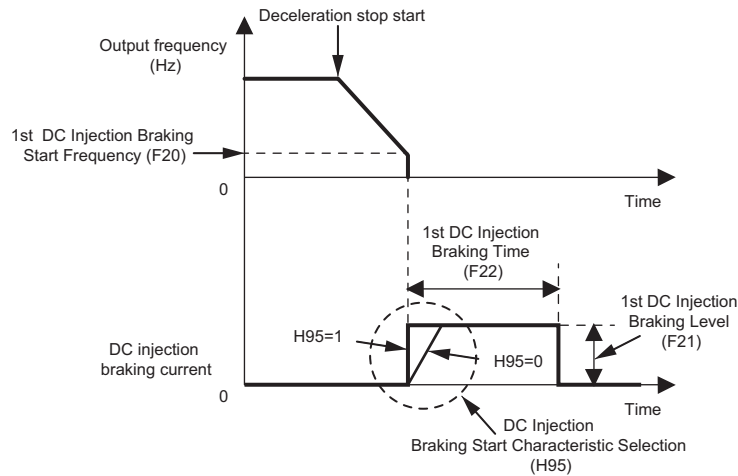 Deceleration stop start
Output frequency
(Hz)
1st DC Injection Braking
Start Frequency (F20)
0
Time
1st DC Injection
Braking Time
(F22)
1st DC Injection
Braking Level
(F21)
H95=1
H95=0
DC injection
braking current
0
Time
DC Injection
Braking Start Characteristic Selection
(H95)